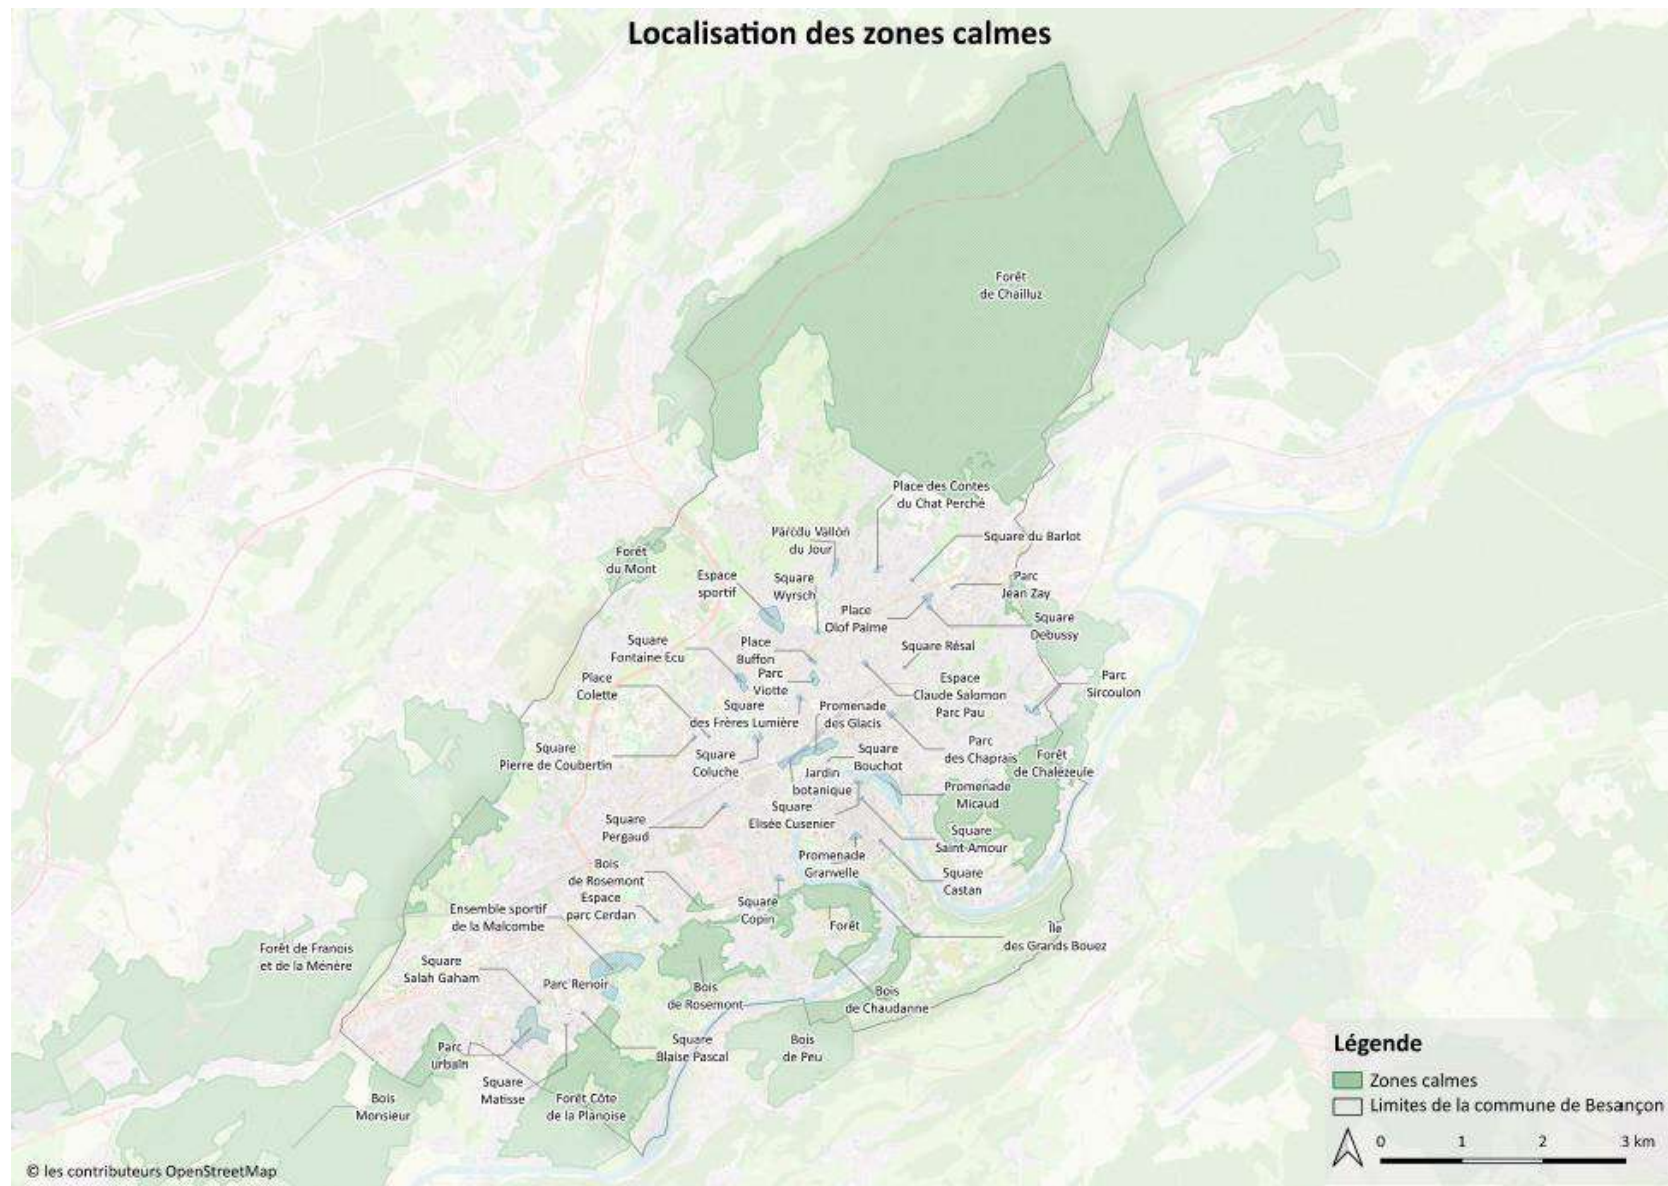 Localisation des zones calmes
Forêt
de Chailluz
Place des Contes
du Chat Perché
Parc du Vallon
du Jour
Square du Barlot
Forêt
du Mont
Espace
sportif
Square
Wyrsch
Parc
Jean Zay
Place
Olof Palme
Square
Debussy
Square
Fontaine Ecu
Place
Buffon
Square Résal
Place
Colette
Parc
Viotte
Espace
Claude Salomon
Parc Pau
Parc
Sircoulon
Square
des Frères Lumière
Promenade
des Glacis
Square
Pierre de Coubertin
Square
Coluche
Square
Bouchot
Parc
des Chaprais
Forêt
de Chalezeule
Jardin
botanique
Promenade
Micaud
Square
Elisée Cusenier
Square
Pergaud
Square
Saint-Amour
Promenade
Granvelle
Square
Castan
Bois
de Rosemont
Espace
parc Cerdan
Square
Copin
Ensemble sportif
de la Malcombe
Forêt
Île
des Grands Bouez
Forêt de Franois
et de la Ménère
Square
Salah Gaham
Parc Renoir
Bois
de Rosemont
Bois
de Chaudanne
Parc
urbain
Square
Blaise Pascal
Bois
de Peu
Square
Matisse
Bois
Monsieur
Forêt Côte
de la Planoise
Légende
Zones calmes
Limites de la commune de Besançon
0 1 2 3 km
© les contributeurs OpenStreetMap